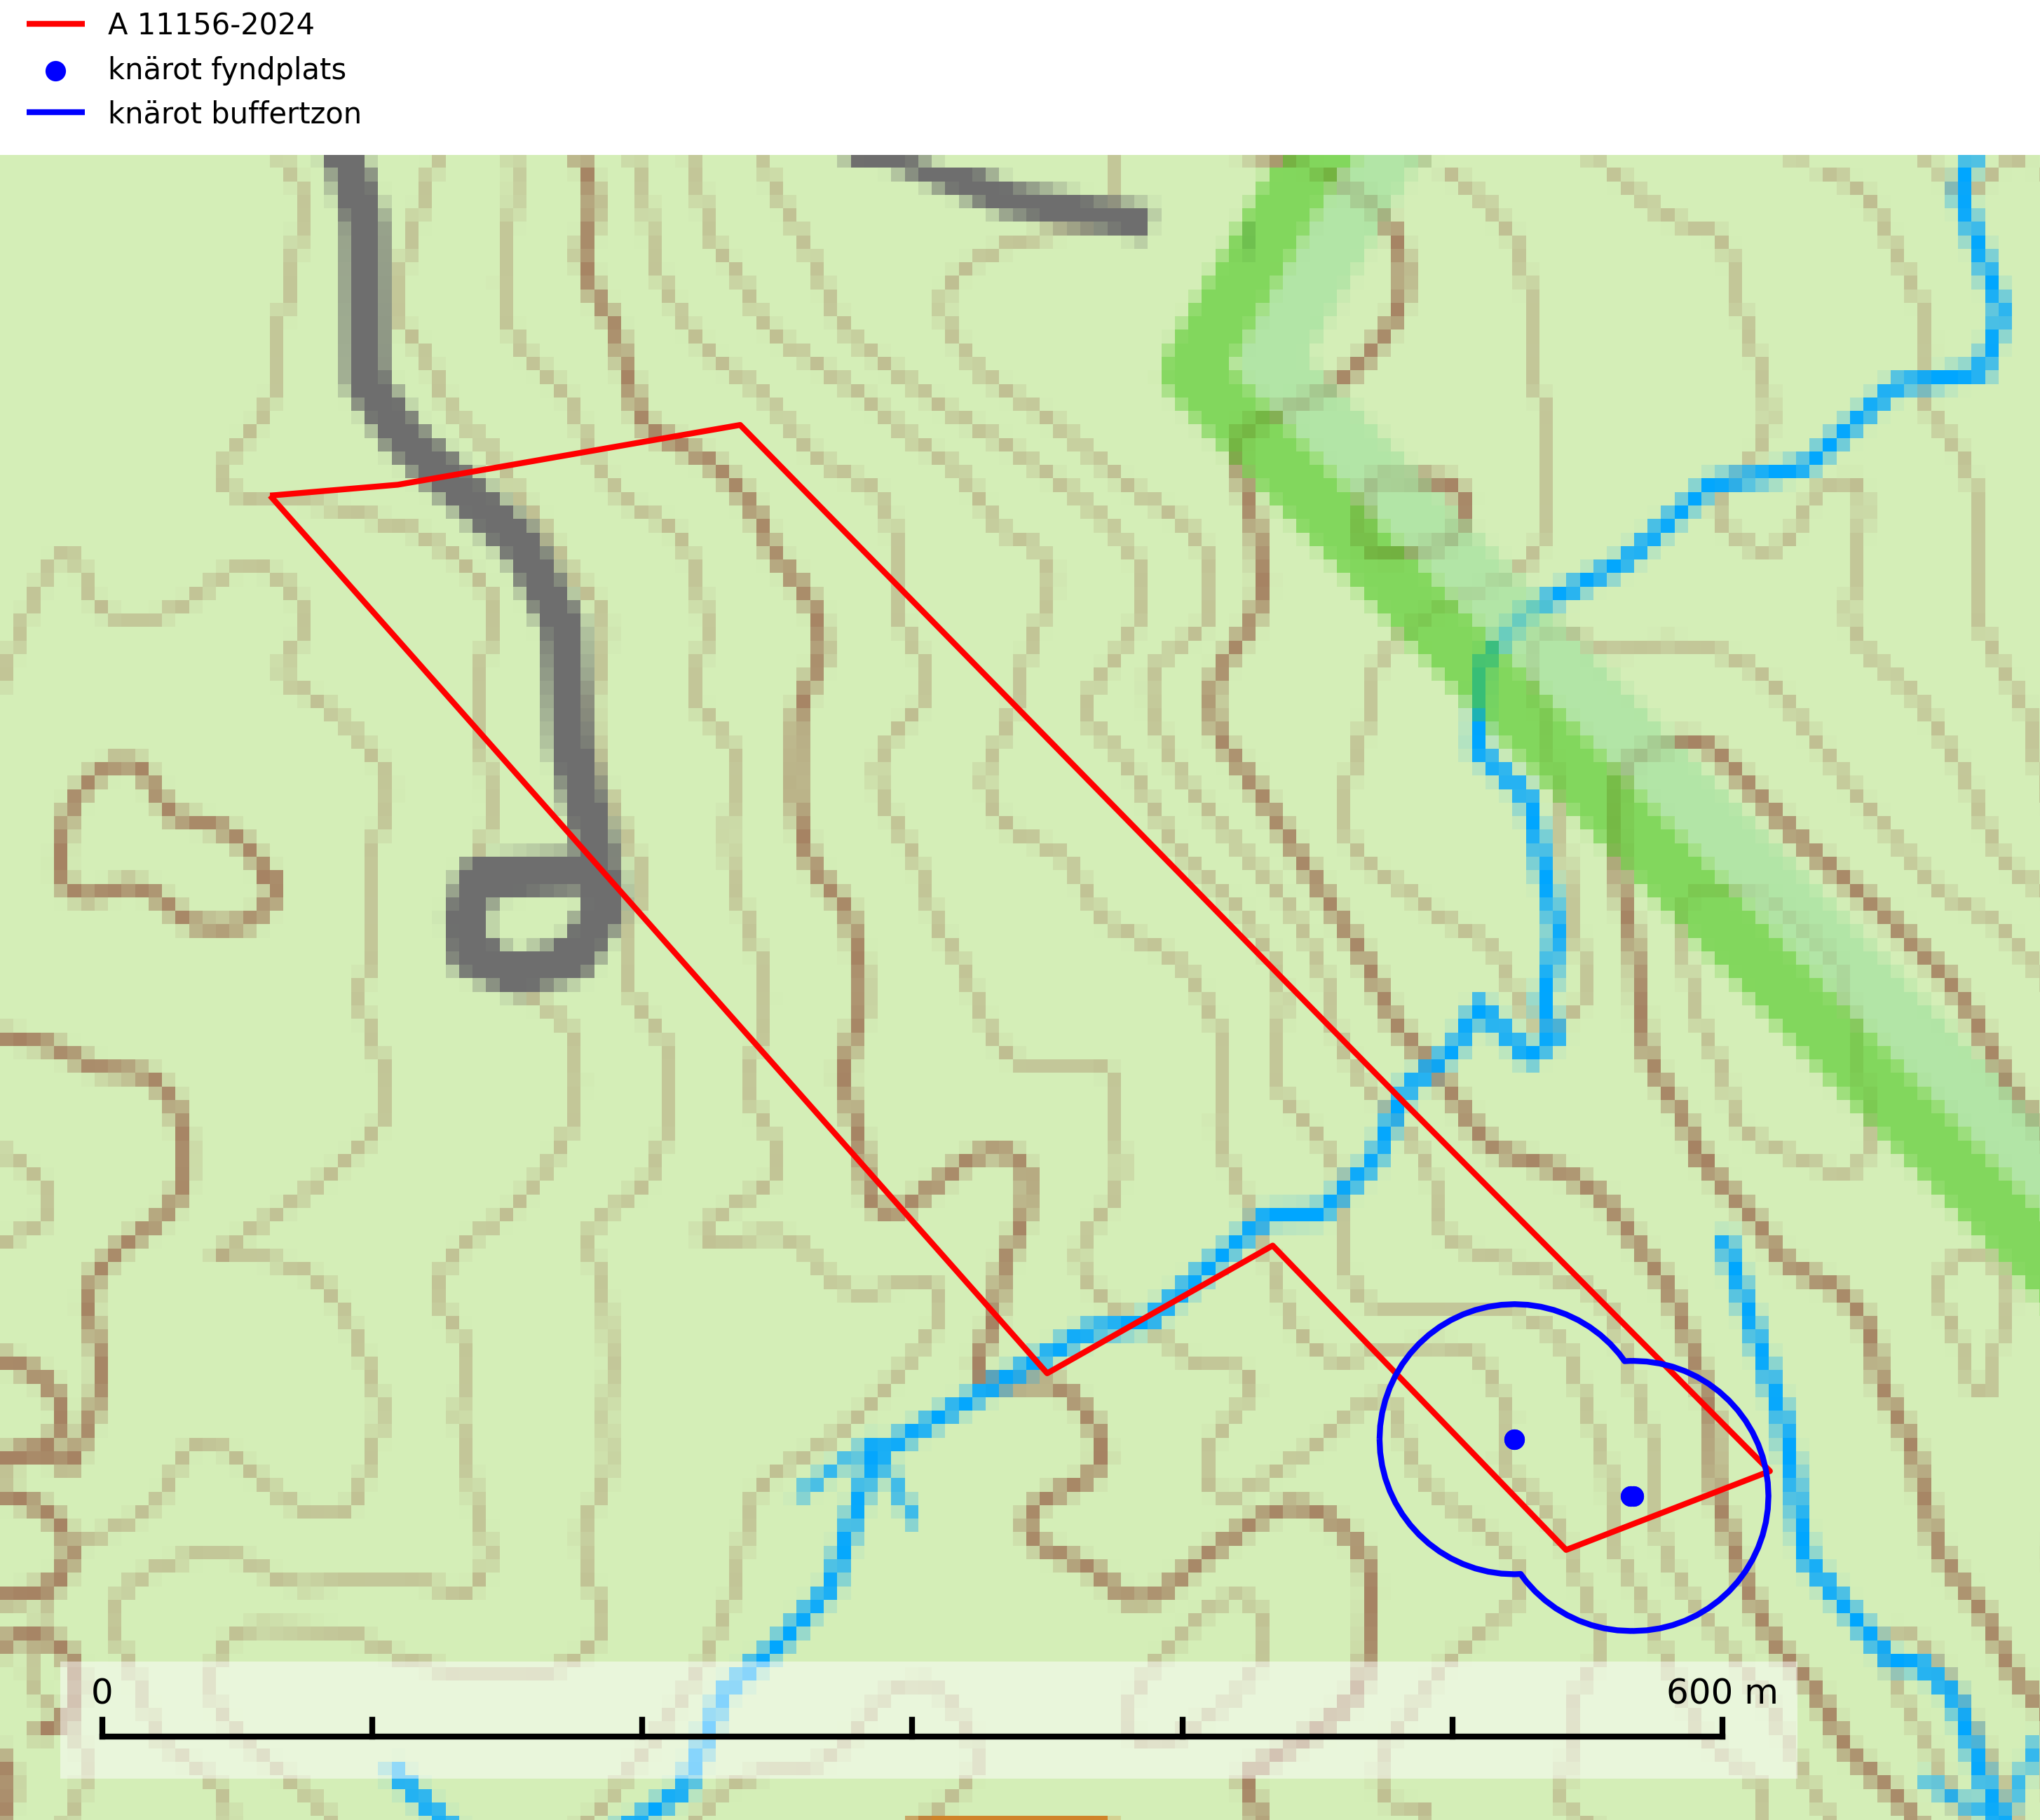 A 11156-2024
knärot fyndplats
knärot buffertzon
0
600 m